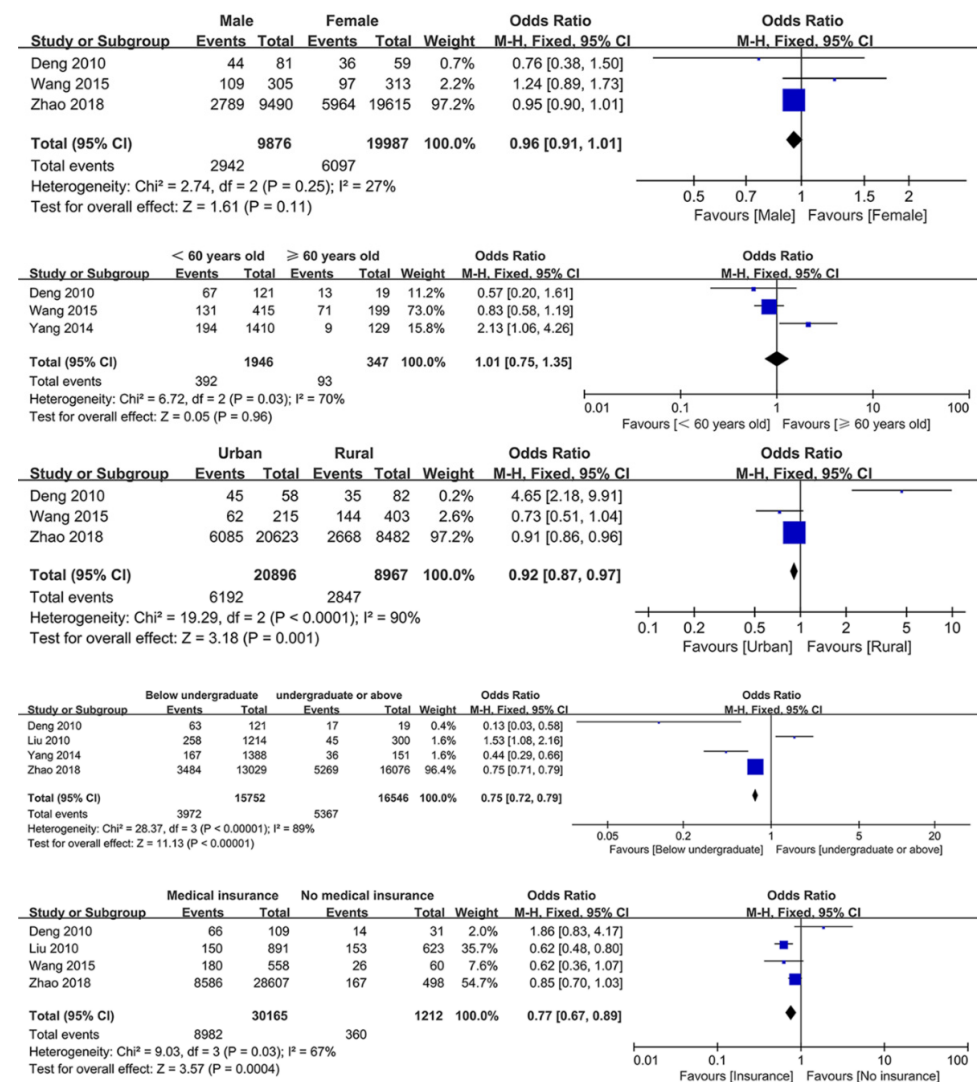 Male Female Odds Ratio Odds Ratio
Study or Subgroup Events Total Events Total Weight M-H, Fixed, 95% CI M-H, Fixed, 95% CI
Deng 2010 44 81 36 59 0.7% 0.76 [0.38, 1.50]
Wang 2015 109 305 97 313 2.2% 1.24 [0.89, 1.73]
Zhao 2018 2789 9490 5964 19615 97.2% 0.95 [0.90, 1.01]
Total (95% CI) 9876 19987 100.0% 0.96 [0.91, 1.01]
Total events 2942 6097
Heterogeneity: Chi² = 2.74, df = 2 (P = 0.25); I² = 27%
Test for overall effect: Z = 1.61 (P = 0.11)
0.5 0.7 1 1.5 2
Favours [Male] Favours [Female]
< 60 years old ⩾ 60 years old Odds Ratio Odds Ratio
Study or Subgroup Events Total Events Total Weight M-H, Fixed, 95% CI M-H, Fixed, 95% CI
Deng 2010 67 121 13 19 11.2% 0.57 [0.20, 1.61]
Wang 2015 131 415 71 199 73.0% 0.83 [0.58, 1.19]
Yang 2014 194 1410 9 129 15.8% 2.13 [1.06, 4.26]
Total (95% CI) 1946 347 100.0% 1.01 [0.75, 1.35]
Total events 392 93
Heterogeneity: Chi² = 6.72, df = 2 (P = 0.03); I² = 70%
Test for overall effect: Z = 0.05 (P = 0.96)
0.01 0.1 1 10 100
Favours [< 60 years old] Favours [⩾ 60 years old]
Urban Rural Odds Ratio Odds Ratio
Study or Subgroup Events Total Events Total Weight M-H, Fixed, 95% CI M-H, Fixed, 95% CI
Deng 2010 45 58 35 82 0.2% 4.65 [2.18, 9.91]
Wang 2015 62 215 144 403 2.6% 0.73 [0.51, 1.04]
Zhao 2018 6085 20623 2668 8482 97.2% 0.91 [0.86, 0.96]
Total (95% CI) 20896 8967 100.0% 0.92 [0.87, 0.97]
Total events 6192 2847
Heterogeneity: Chi² = 19.29, df = 2 (P < 0.0001); I² = 90%
Test for overall effect: Z = 3.18 (P = 0.001)
0.1 0.2 0.5 1 2 5 10
Favours [Urban] Favours [Rural]
Below undergraduate undergraduate or above Odds Ratio Odds Ratio
Study or Subgroup Events Total Events Total Weight M-H, Fixed, 95% CI M-H, Fixed, 95% CI
Deng 2010 63 121 17 19 0.4% 0.13 [0.03, 0.58]
Liu 2010 258 1214 45 300 1.6% 1.53 [1.08, 2.16]
Yang 2014 167 1388 36 151 1.6% 0.44 [0.29, 0.66]
Zhao 2018 3484 13029 5269 16076 96.4% 0.75 [0.71, 0.79]
Total (95% CI) 15752 16546 100.0% 0.75 [0.72, 0.79]
Total events 3972 5367
Heterogeneity: Chi² = 28.37, df = 3 (P < 0.00001); I² = 89%
Test for overall effect: Z = 11.13 (P < 0.00001)
0.05 0.2 1 5 20
Favours [Below undergraduate] Favours [undergraduate or above]
Medical insurance No medical insurance Odds Ratio Odds Ratio
Study or Subgroup Events Total Events Total Weight M-H, Fixed, 95% CI M-H, Fixed, 95% CI
Deng 2010 66 109 14 31 2.0% 1.86 [0.83, 4.17]
Liu 2010 150 891 153 623 35.7% 0.62 [0.48, 0.80]
Wang 2015 180 558 26 60 7.6% 0.62 [0.36, 1.07]
Zhao 2018 8586 28607 167 498 54.7% 0.85 [0.70, 1.03]
Total (95% CI) 30165 1212 100.0% 0.77 [0.67, 0.89]
Total events 8982 360
Heterogeneity: Chi² = 9.03, df = 3 (P = 0.03); I² = 67%
Test for overall effect: Z = 3.57 (P = 0.0004)
0.01 0.1 1 10 100
Favours [Insurance] Favours [No insurance]